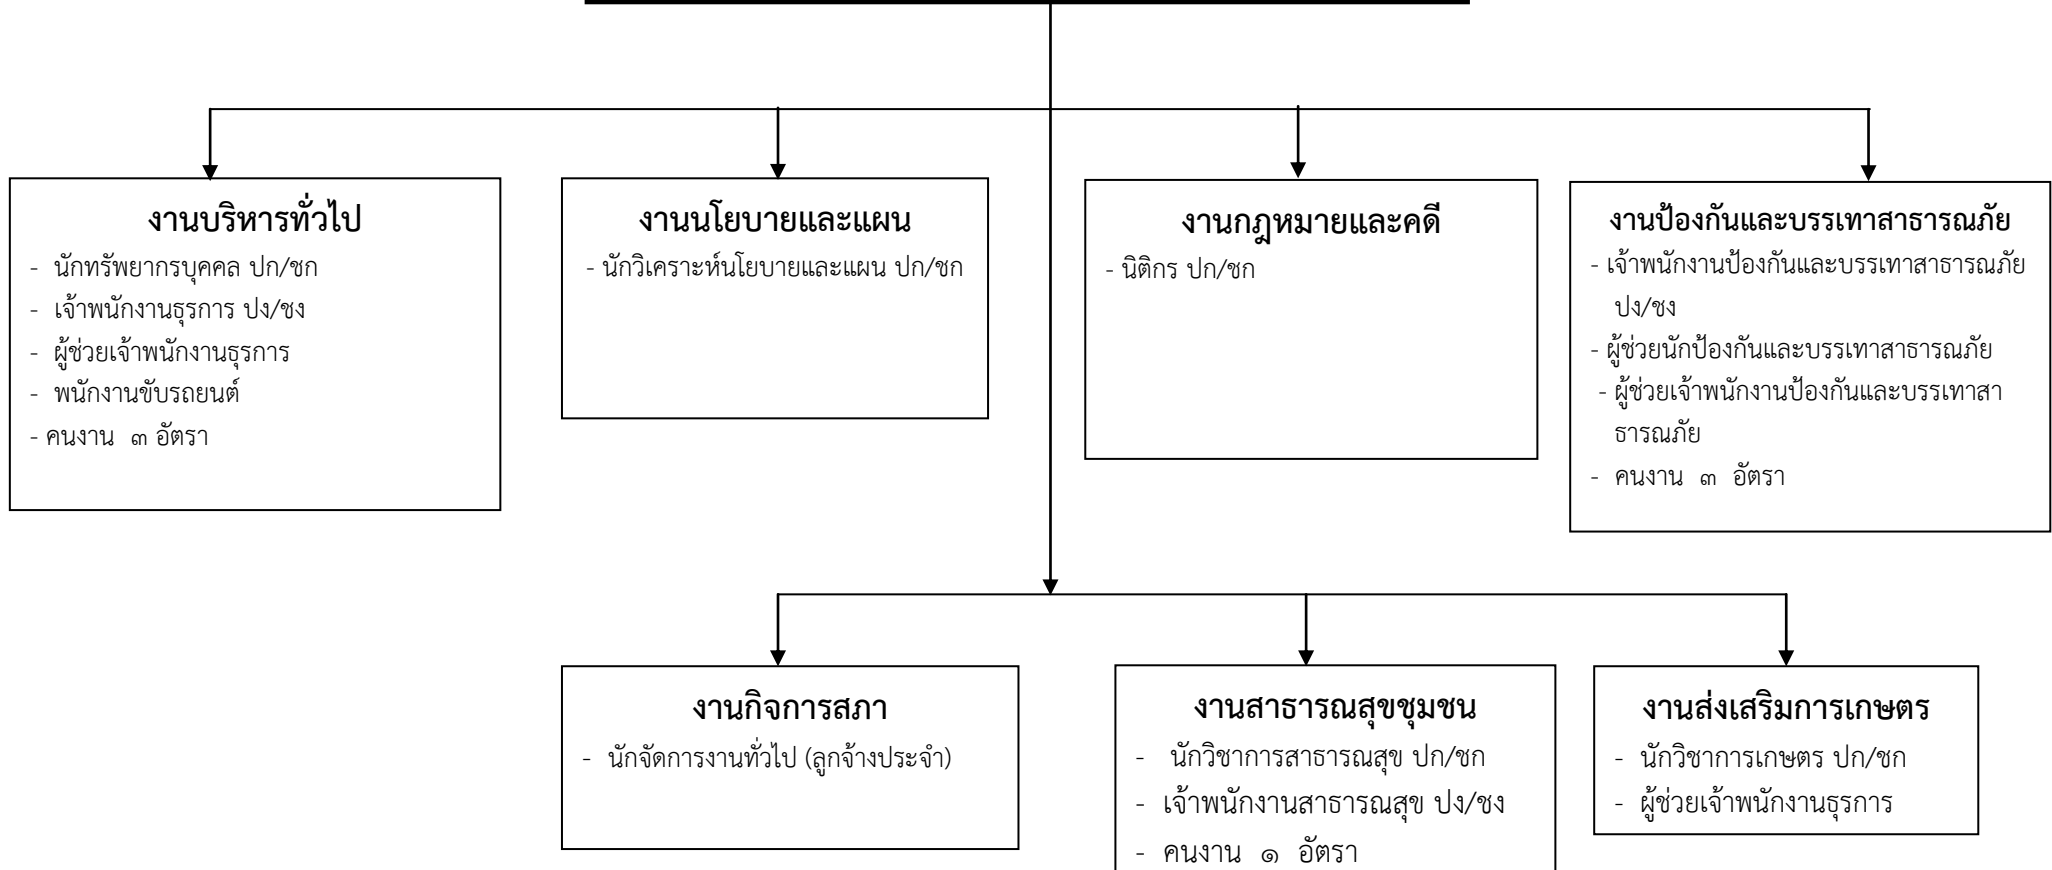 งานบริหารทั่วไป
- นักทรัพยากรบุคคล ปก/ชก
- เจ้าพนักงานธุรการ ปง/ชง
- ผู้ช่วยเจ้าพนักงานธุรการ
- พนักงานขับรถยนต์
- คนงาน ๓ อัตรา
งานนโยบายและแผน
- นักวิเคราะห์นโยบายและแผน ปก/ชก
งานกฎหมายและคดี
- นิติกร ปก/ชก
งานป้องกันและบรรเทาสาธารณภัย
- เจ้าพนักงานป้องกันและบรรเทาสาธารณภัย
ปง/ชง
- ผู้ช่วยนักป้องกันและบรรเทาสาธารณภัย
- ผู้ช่วยเจ้าพนักงานป้องกันและบรรเทาสา
ธารณภัย
- คนงาน ๓ อัตรา
งานกิจการสภา
- นักจัดการงานทั่วไป (ลูกจ้างประจำ)
งานสาธารณสุขชุมชน
- นักวิชาการสาธารณสุข ปก/ชก
- เจ้าพนักงานสาธารณสุข ปง/ชง
- คนงาน ๑ อัตรา
งานส่งเสริมการเกษตร
- นักวิชาการเกษตร ปก/ชก
- ผู้ช่วยเจ้าพนักงานธุรการ